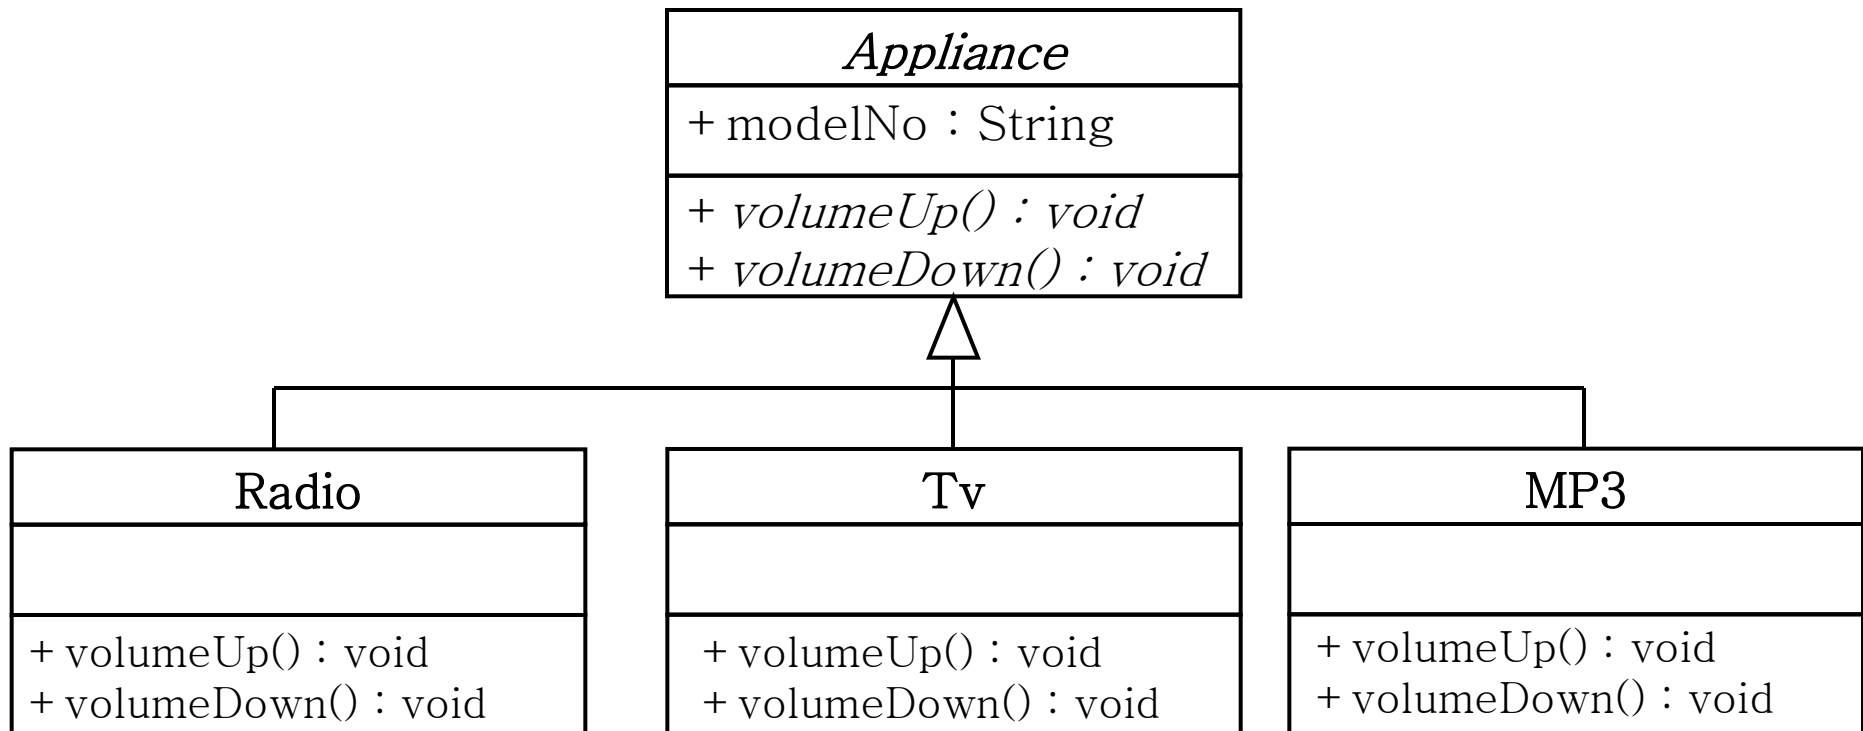 Appliance
+ modelNo : String
+ volumeUp() : void
+ volumeDown() : void
Radio
+ volumeUp() : void
+ volumeDown() : void
Tv
+ volumeUp() : void
+ volumeDown() : void
MP3
+ volumeUp() : void
+ volumeDown() : void